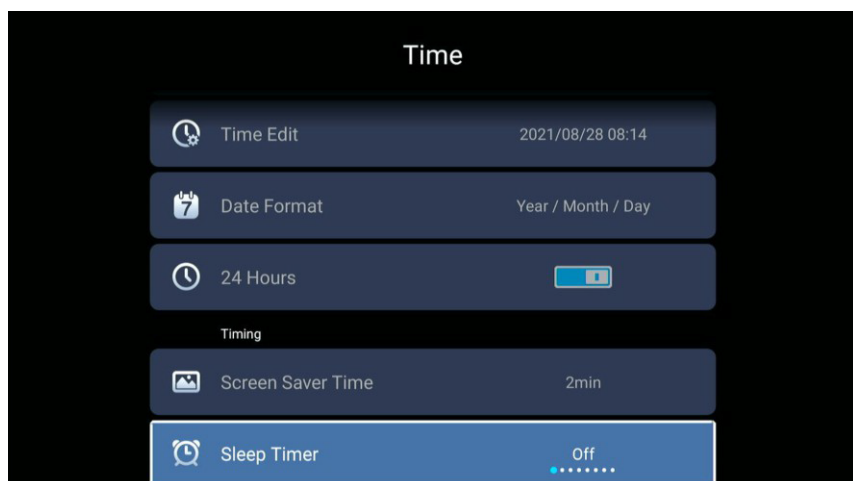 Time
Time Edit 2021/08/28 08:14
7 Date Format Year / Month / Day
24 Hours
Timing
Screen Saver Time 2min
Sleep Timer Off